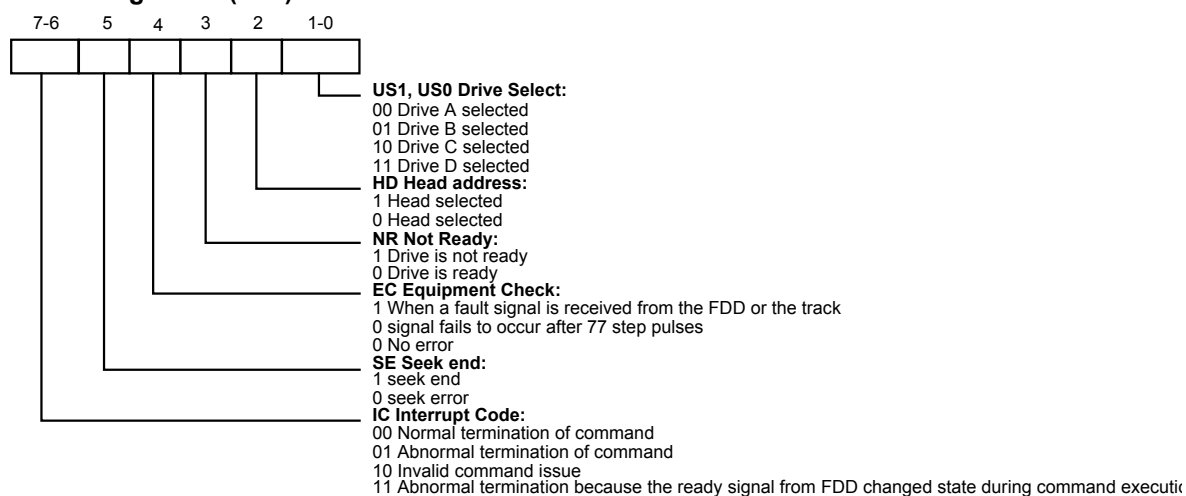 7-6 5 4 3 2 1-0
US1, US0 Drive Select:
00 Drive A selected
01 Drive B selected
10 Drive C selected
11 Drive D selected
HD Head address:
1 Head selected
0 Head selected
NR Not Ready:
1 Drive is not ready
0 Drive is ready
EC Equipment Check:
1 When a fault signal is received from the FDD or the track
0 signal fails to occur after 77 step pulses
0 No error
SE Seek end:
1 seek end
0 seek error
IC Interrupt Code:
00 Normal termination of command
01 Abnormal termination of command
10 Invalid command issue
11 Abnormal termination because the ready signal from FDD changed state during command